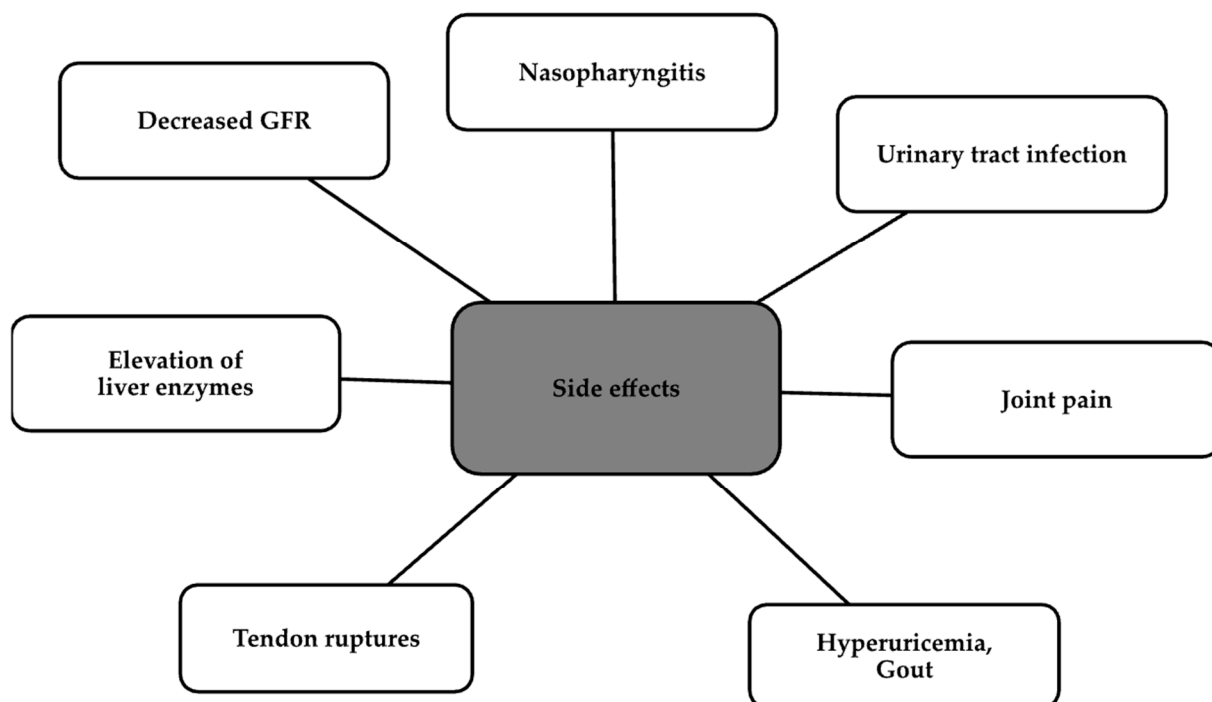 Nasopharyngitis
Decreased GFR
Urinary tract infection
Elevation of
liver enzymes
Side effects
Joint pain
Tendon ruptures
Hyperuricemia,
Gout